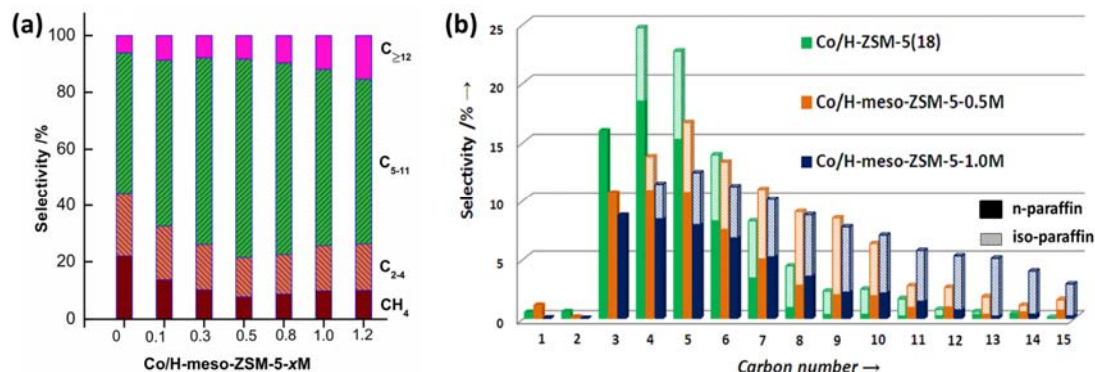 (a)
100
80
60
40
20
0
Selectivity /%
C≥12
C5-11
C2-4
CH4
0 0.1 0.3 0.5 0.8 1.0 1.2
Co/H-meso-ZSM-5-xM
(b)
25
20
15
10
5
0
Selectivity /% →
Co/H-ZSM-5(18)
Co/H-meso-ZSM-5-0.5M
Co/H-meso-ZSM-5-1.0M
n-paraffin
iso-paraffin
1 2 3 4 5 6 7 8 9 10 11 12 13 14 15
Carbon number →